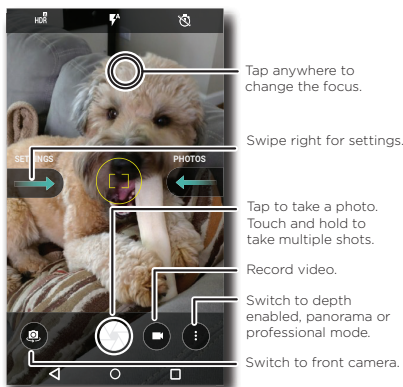 HDR
A
Tap anywhere to
change the focus.
Swipe right for settings.
SETTINGS
PHOTOS
Tap to take a photo.
Touch and hold to
take multiple shots.
Record video.
Switch to depth
enabled, panorama or
professional mode.
Switch to front camera.